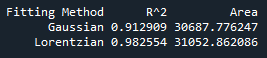 Fitting Method R^2 Area
Gaussian 0.912909 30687.776247
Lorentzian 0.982554 31052.862086